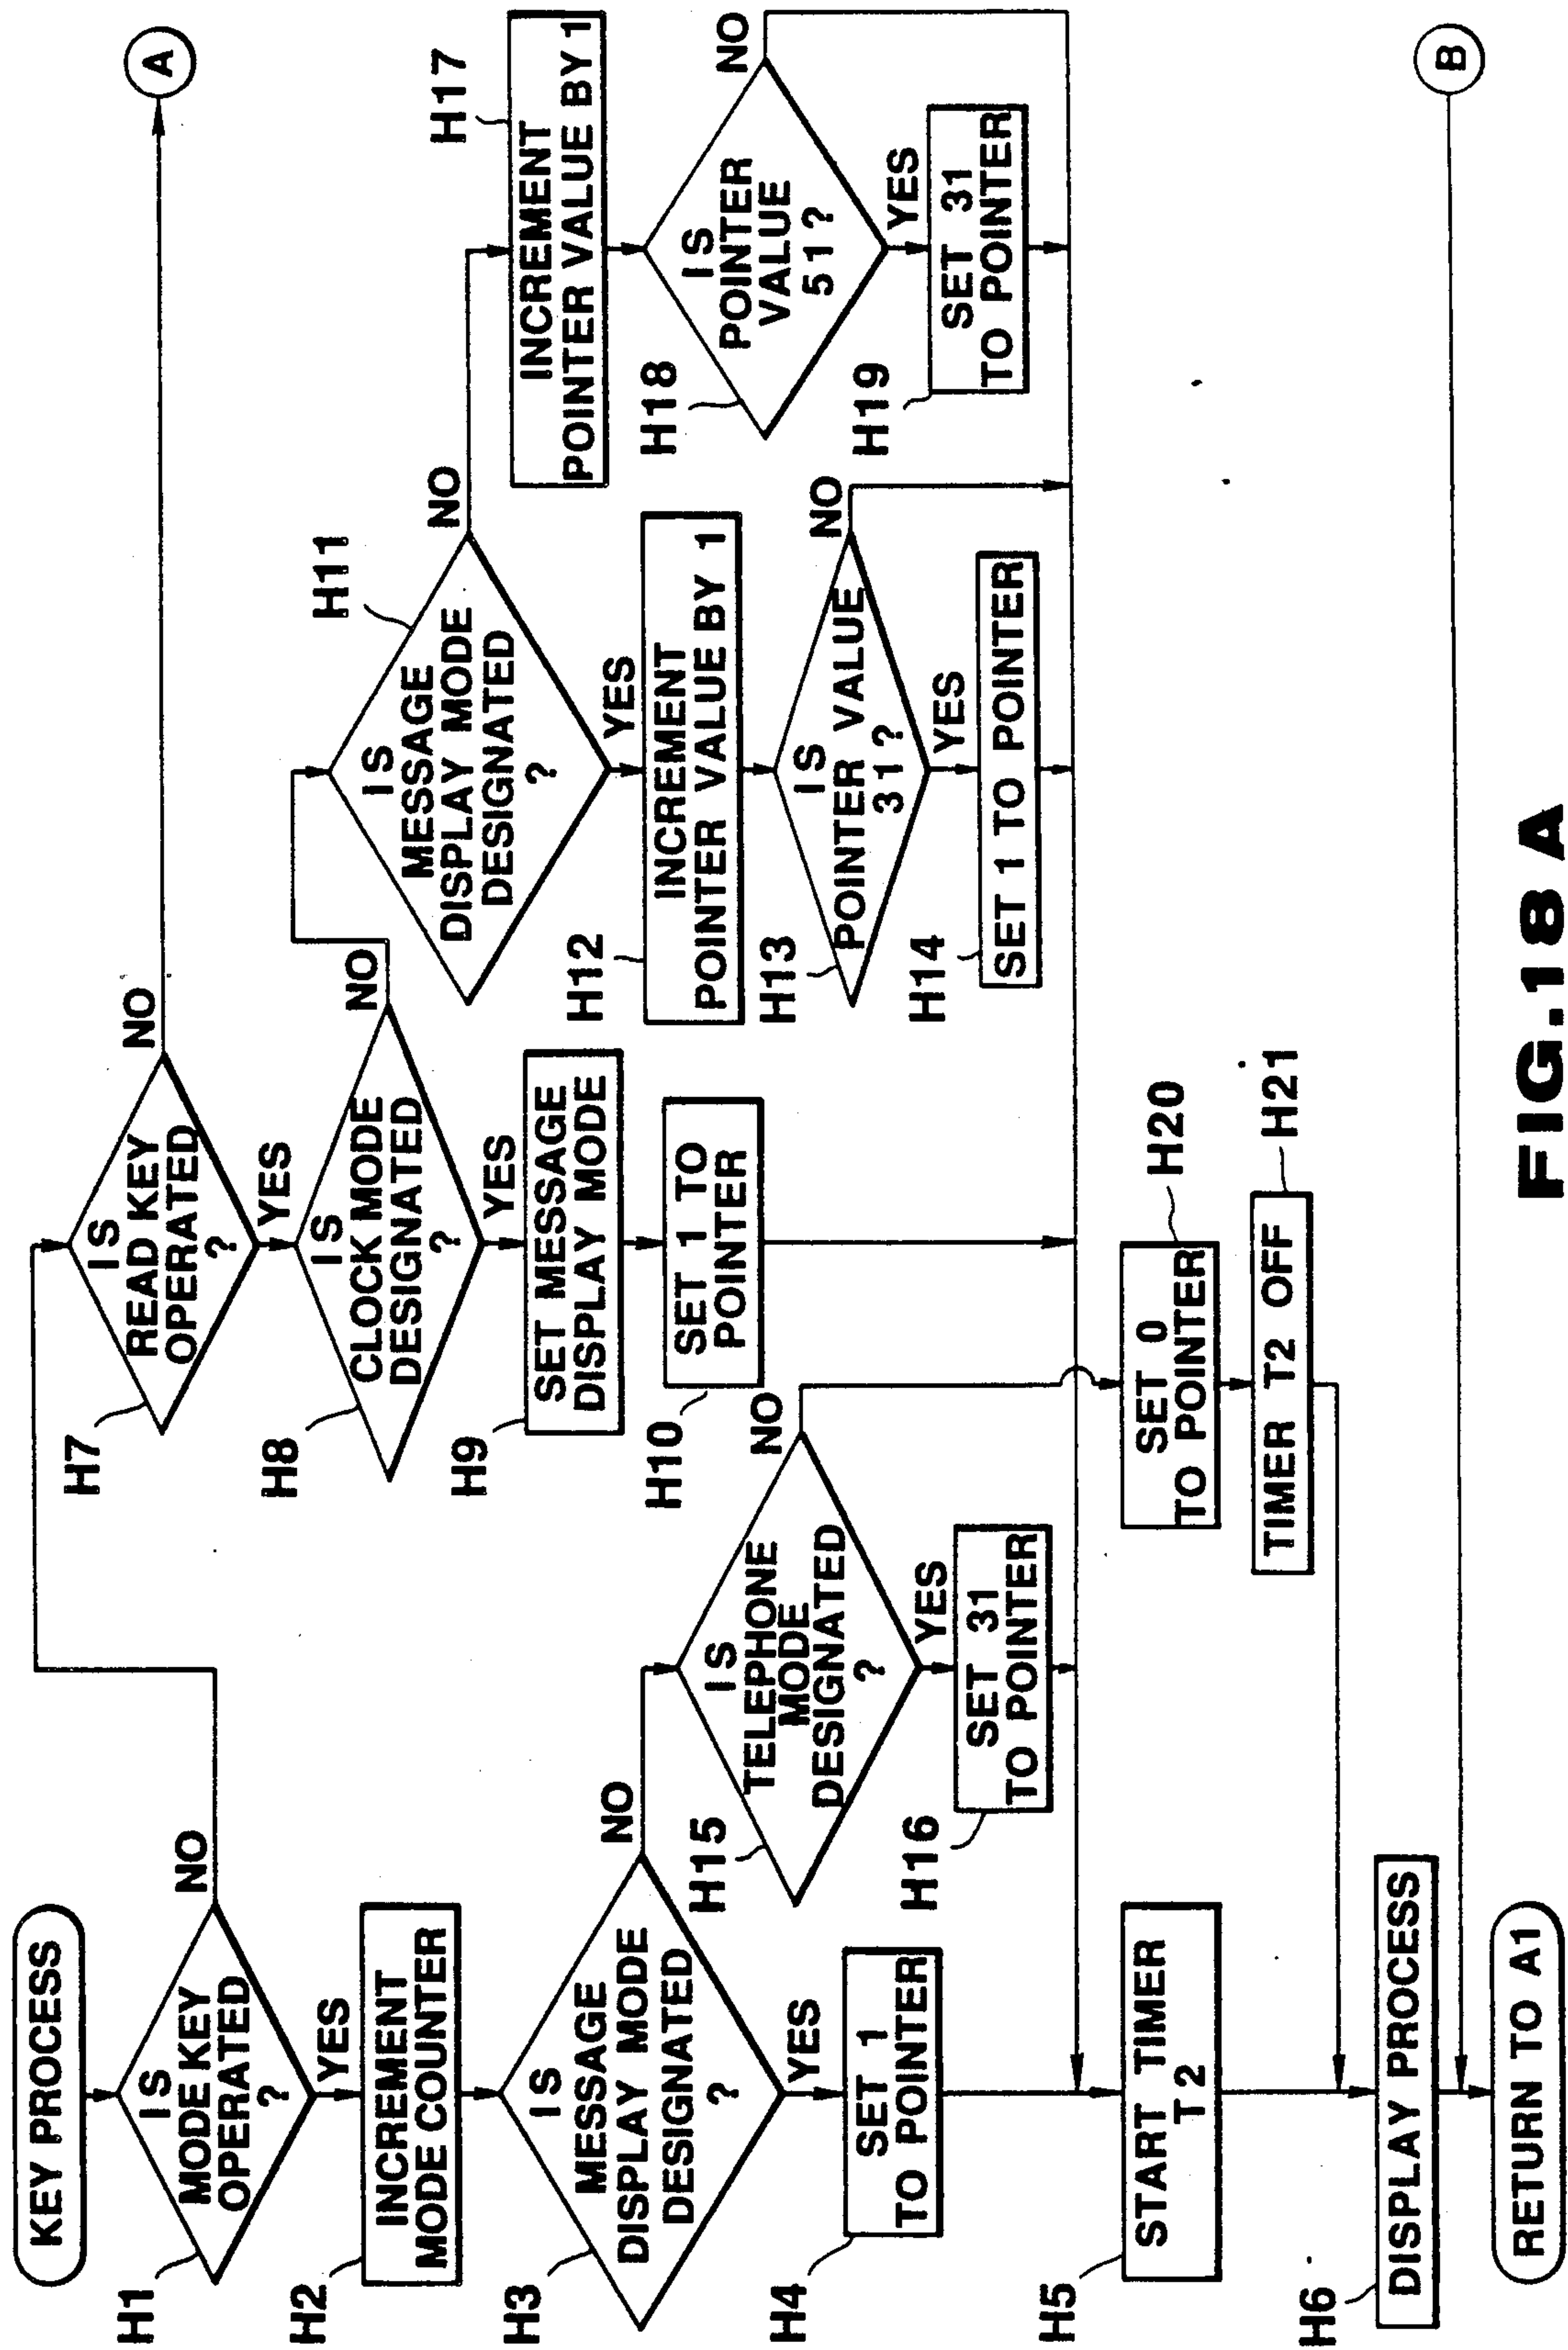 KEY PROCESS
H1
IS
MODE KEY
OPERATED
?
NO
YES
H2
INCREMENT
MODE COUNTER
H3
IS
MESSAGE
DISPLAY MODE
DESIGNATED
?
NO
YES
H4
SET 1
TO POINTER
H5
START TIMER
T2
H6
DISPLAY PROCESS
RETURN TO A1
H15
IS
TELEPHONE
MODE
DESIGNATED
?
NO
YES
H16
SET 31
TO POINTER
H7
IS
READ KEY
OPERATED
?
NO
YES
H8
IS
CLOCK MODE
DESIGNATED
?
NO
YES
H9
SET MESSAGE
DISPLAY MODE
H10
SET 1 TO
POINTER
H20
SET 0
TO POINTER
H21
TIMER T2 OFF
H11
IS
MESSAGE
DISPLAY MODE
DESIGNATED
?
NO
YES
H12
INCREMENT
POINTER VALUE BY 1
H13
IS
POINTER VALUE
31?
NO
YES
H14
SET 1 TO POINTER
H17
INCREMENT
POINTER VALUE BY 1
H18
IS
POINTER
VALUE
51?
NO
YES
H19
SET 31
TO POINTER
A
B
FIG.18 A